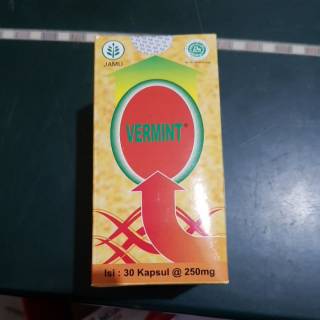 JAMU
VERMINT®
Isi : 30 Kapsul @ 250mg